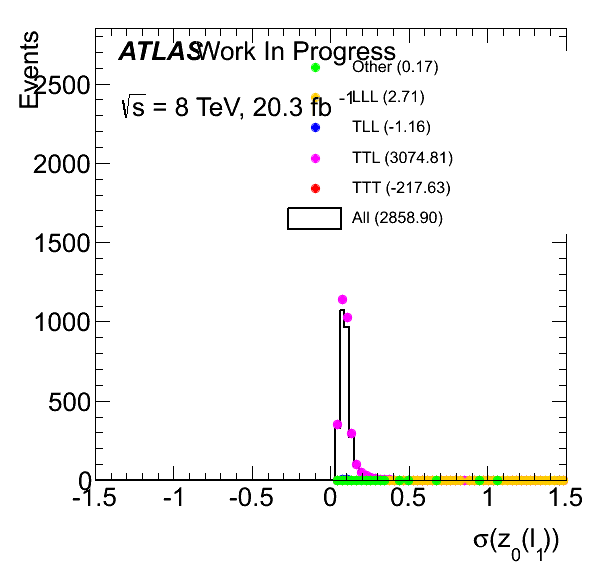 ATLAS Work In Progress
√s = 8 TeV, 20.3 fb -1
Other (0.17)
LLL (2.71)
TLL (-1.16)
TTL (3074.81)
TTT (-217.63)
All (2858.90)
Events
2500
2000
1500
1000
500
0
-1.5 -1 -0.5 0 0.5 1 1.5
σ(z0(l1))